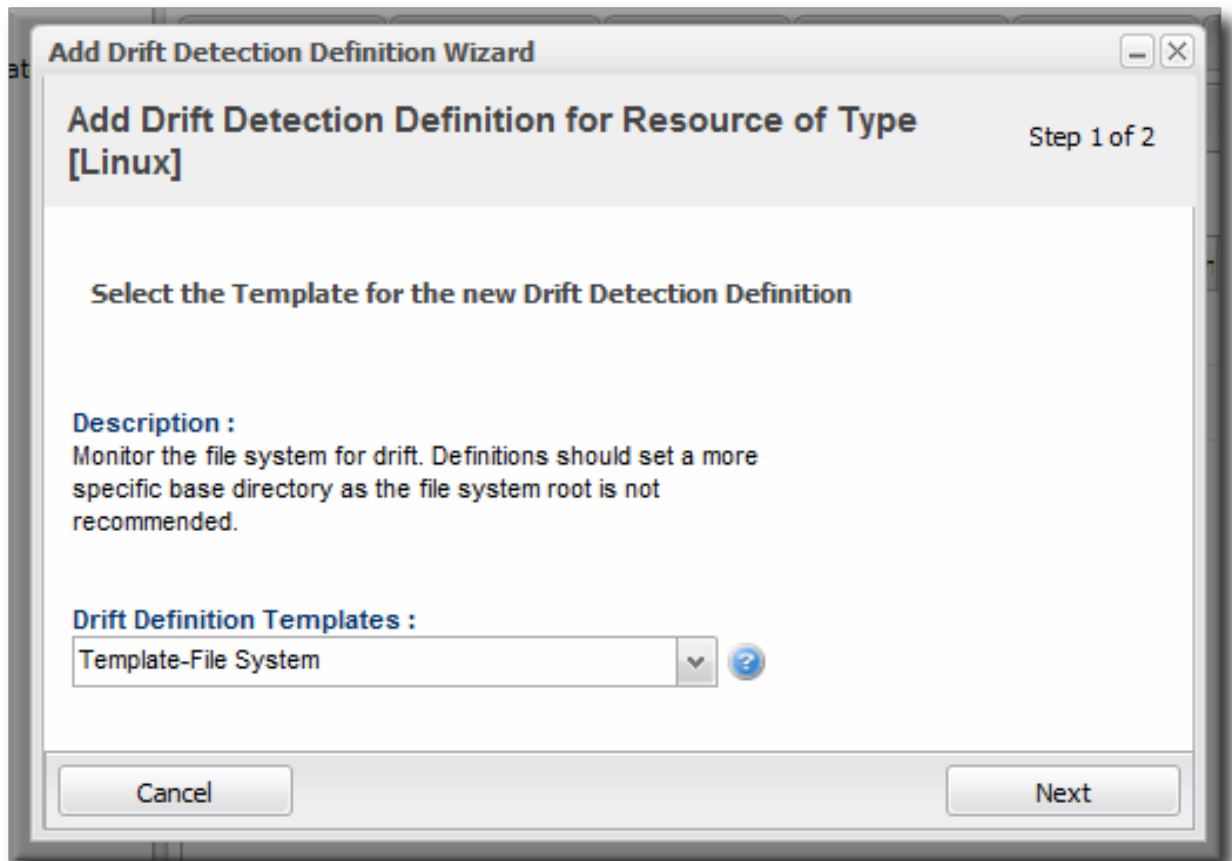 Add Drift Detection Definition Wizard
Add Drift Detection Definition for Resource of Type
[Linux]
Step 1 of 2
Select the Template for the new Drift Detection Definition
Description :
Monitor the file system for drift. Definitions should set a more
specific base directory as the file system root is not
recommended.
Drift Definition Templates :
Template-File System
?
Cancel
Next